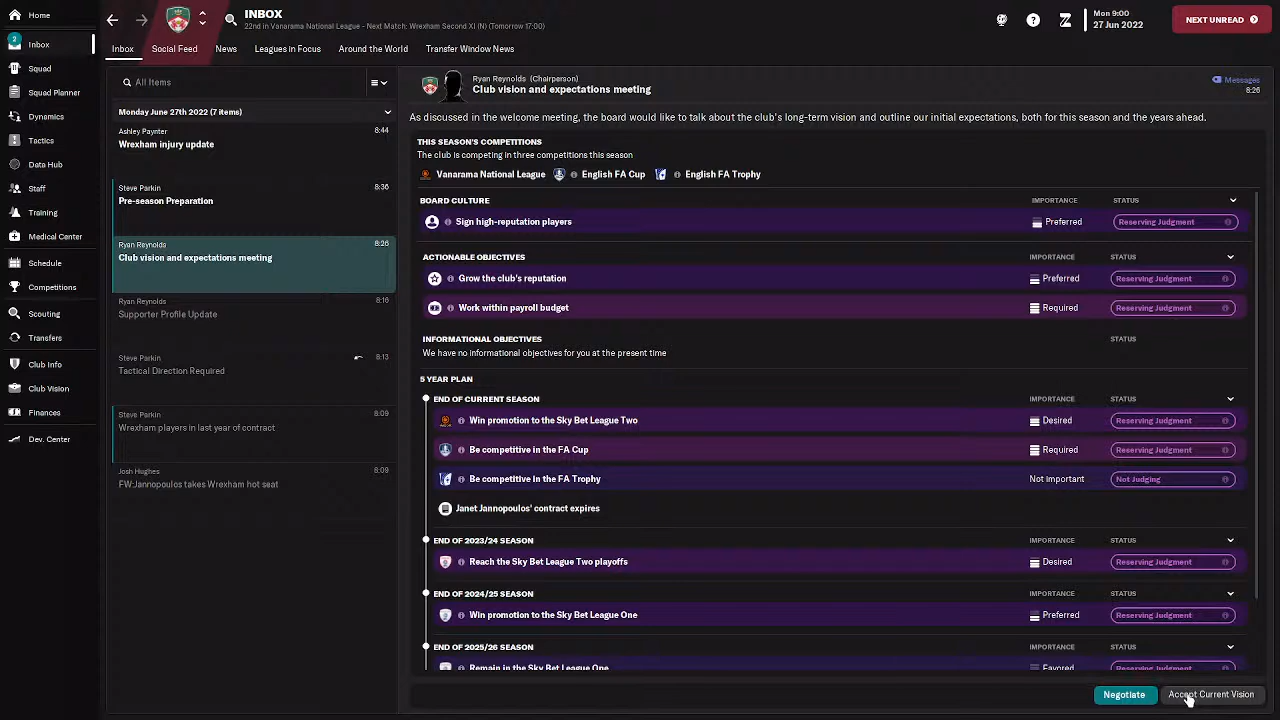 Home
Inbox
2
Squad
Squad Planner
Dynamics
Tactics
Data Hub
Staff
Training
Medical Center
Schedule
Competitions
Scouting
Transfers
Club Info
Club Vision
Finances
Dev. Center
INBOX
22nd in Vanarama National League - Next Match: Wrexham Second XI (N) (Tomorrow 17:00)
Mon 9:00
27 Jun 2022
NEXT UNREAD
Inbox Social Feed News Leagues in Focus Around the World Transfer Window News
All Items
Monday June 27th 2022 (7 items)
Ashley Paynter 8:44
Wrexham injury update
Steve Parkin 8:36
Pre-season Preparation
Ryan Reynolds 8:26
Club vision and expectations meeting
Ryan Reynolds 8:16
Supporter Profile Update
Steve Parkin 8:13
Tactical Direction Required
Steve Parkin 8:09
Wrexham players in last year of contract
Josh Hughes 8:09
FW:Jannopoulos takes Wrexham hot seat
Ryan Reynolds (Chairperson) Messages
Club vision and expectations meeting 8:26
As discussed in the welcome meeting, the board would like to talk about the club's long-term vision and outline our initial expectations, both for this season and the years ahead.
THIS SEASON'S COMPETITIONS
The club is competing in three competitions this season
Vanarama National League English FA Cup English FA Trophy
BOARD CULTURE IMPORTANCE STATUS
Sign high-reputation players Preferred Reserving Judgment
ACTIONABLE OBJECTIVES IMPORTANCE STATUS
Grow the club's reputation Preferred Reserving Judgment
Work within payroll budget Required Reserving Judgment
INFORMATIONAL OBJECTIVES STATUS
We have no informational objectives for you at the present time
5 YEAR PLAN
END OF CURRENT SEASON IMPORTANCE STATUS
Win promotion to the Sky Bet League Two Desired Reserving Judgment
Be competitive in the FA Cup Required Reserving Judgment
Be competitive in the FA Trophy Not Important Not Judging
Janet Jannopoulos' contract expires
END OF 2023/24 SEASON IMPORTANCE STATUS
Reach the Sky Bet League Two playoffs Desired Reserving Judgment
END OF 2024/25 SEASON IMPORTANCE STATUS
Win promotion to the Sky Bet League One Preferred Reserving Judgment
END OF 2025/26 SEASON IMPORTANCE STATUS
Remain in the Sky Bet League One Favored Reserving Judgment
Negotiate Accept Current Vision